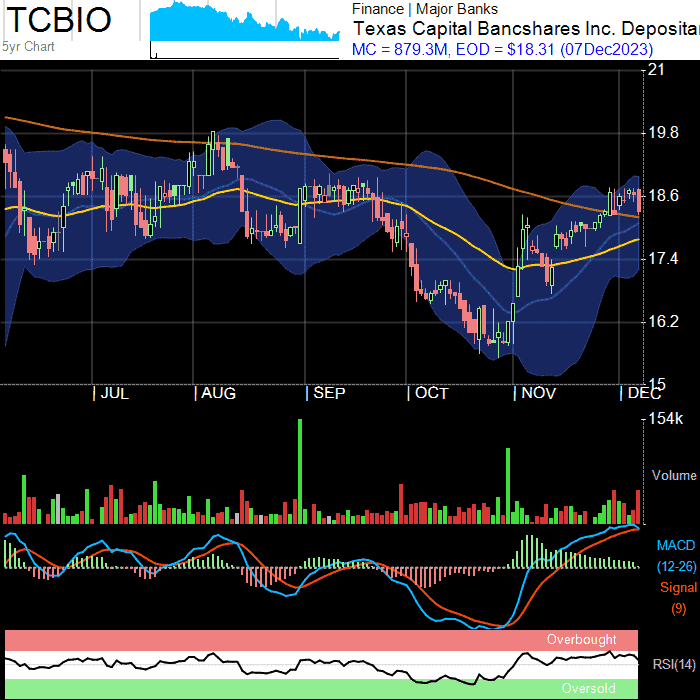 TCBIO
5yr Chart
Finance | Major Banks
Texas Capital Bancshares Inc. Deposita
MC = 879.3M, EOD = $18.31 (07Dec2023)
21
19.8
18.6
17.4
16.2
15
JUL
AUG
SEP
OCT
NOV
DEC
154k
Volume
MACD
(12-26)
Signal
(9)
Overbought
RSI(14)
Oversold